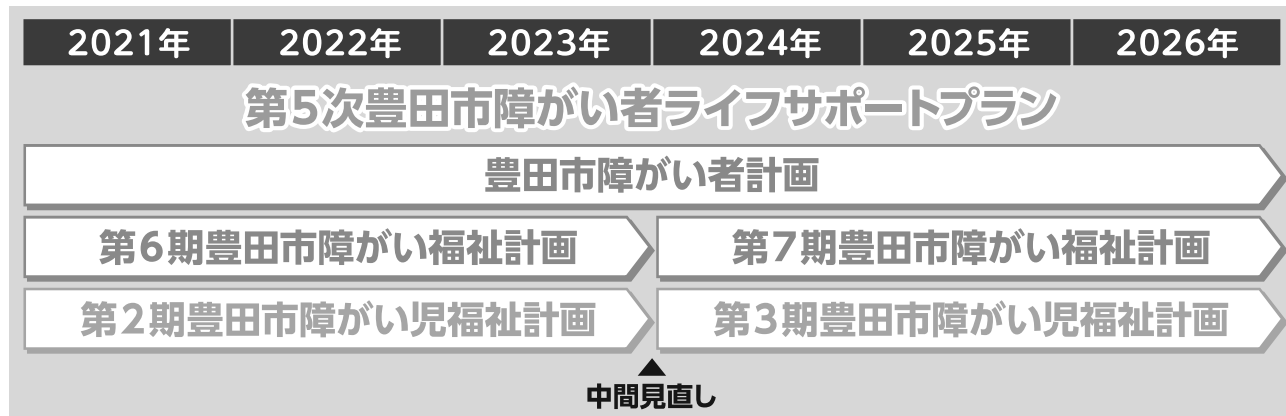 2021年 2022年 2023年 2024年 2025年 2026年
第5次豊田市障がい者ライフサポートプラン
豊田市障がい者計画
第6期豊田市障がい福祉計画 第7期豊田市障がい福祉計画
第2期豊田市障がい児福祉計画 第3期豊田市障がい児福祉計画
▲
中間見直し